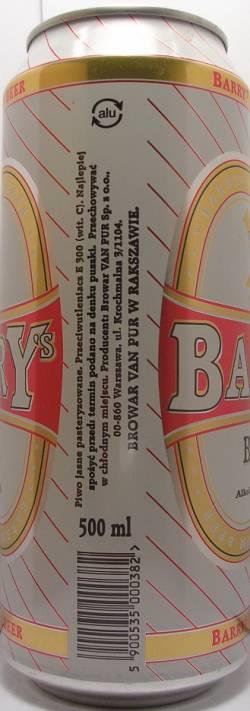 BEER
BARRY
alu
Piwo jasne pasteryzowane. Przeciwutleniacz E 300 (wit. C). Najlepiej
spożyć przed: termin podano na denku puszki. Przechowywać
w chłodnym miejscu. Producent: Browar VAN PUR Sp. z o.o.,
00-860 Warszawa, ul. Krochmalna 3/1104.
BROWAR VAN PUR W RAKSZAWIE.
RY'S
BA
500 ml
5 900535 000382 >
BEER
BARRY